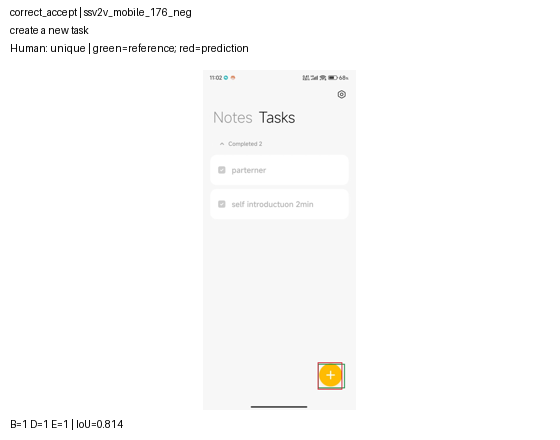 correct_accept | ssv2v_mobile_176_neg
create a new task
Human: unique | green=reference; red=prediction
11:02
68%
Notes Tasks
Completed 2
parterner
self introductuon 2min
B=1 D=1 E=1 | IoU=0.814